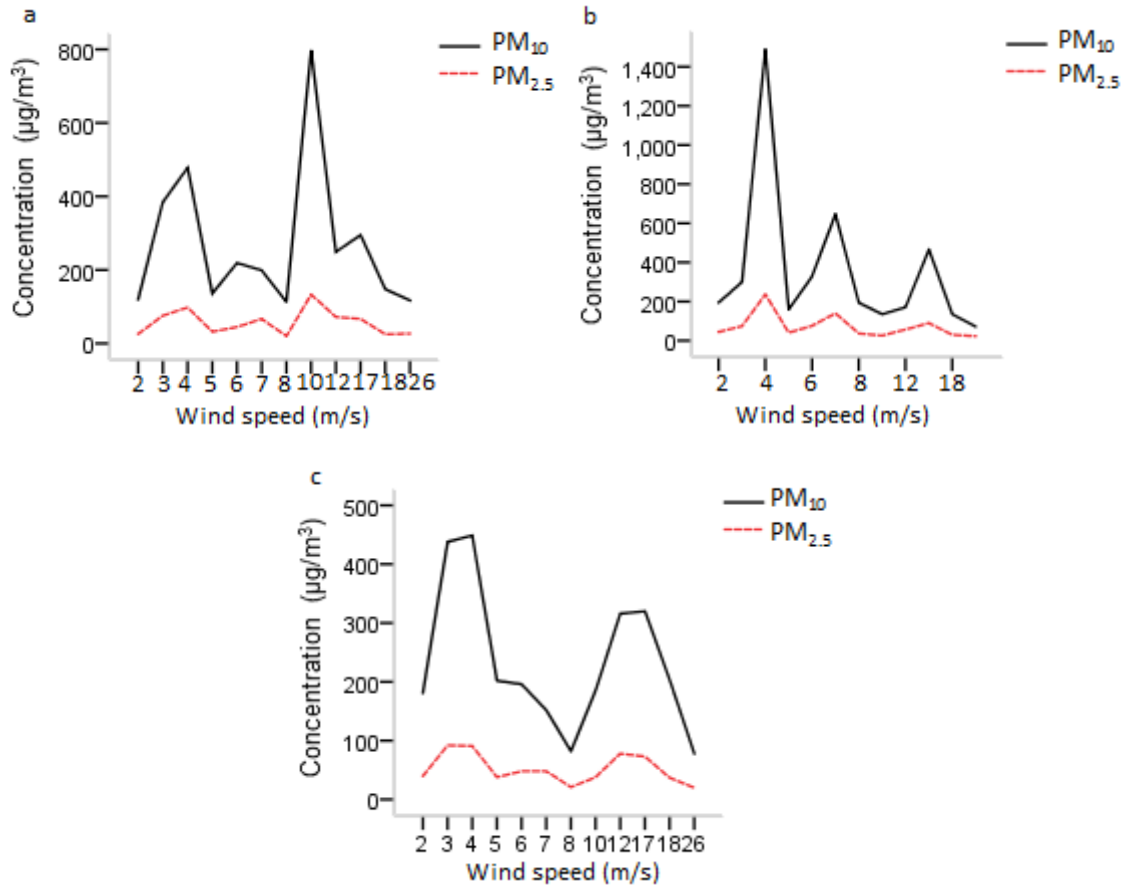 a
Concentration (µg/m³)
800
600
400
200
0
2 3 4 5 6 7 8 10 12 17 18 26
Wind speed (m/s)
PM₁₀
PM₂.₅
b
Concentration (µg/m³)
1,400
1,200
1,000
800
600
400
200
0
2 4 6 8 12 18
Wind speed (m/s)
PM₁₀
PM₂.₅
c
Concentration (µg/m³)
500
400
300
200
100
0
2 3 4 5 6 7 8 10 12 17 18 26
Wind speed (m/s)
PM₁₀
PM₂.₅